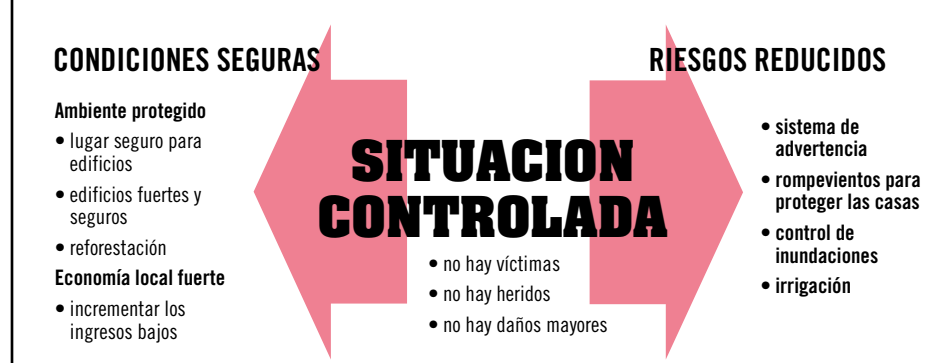 CONDICIONES SEGURAS
Ambiente protegido
• lugar seguro para
edificios
• edificios fuertes y
seguros
• reforestación
Economía local fuerte
• incrementar los
ingresos bajos
SITUACION
CONTROLADA
• no hay víctimas
• no hay heridos
• no hay daños mayores
RIESGOS REDUCIDOS
• sistema de
advertencia
• rompevientos para
proteger las casas
• control de
inundaciones
• irrigación